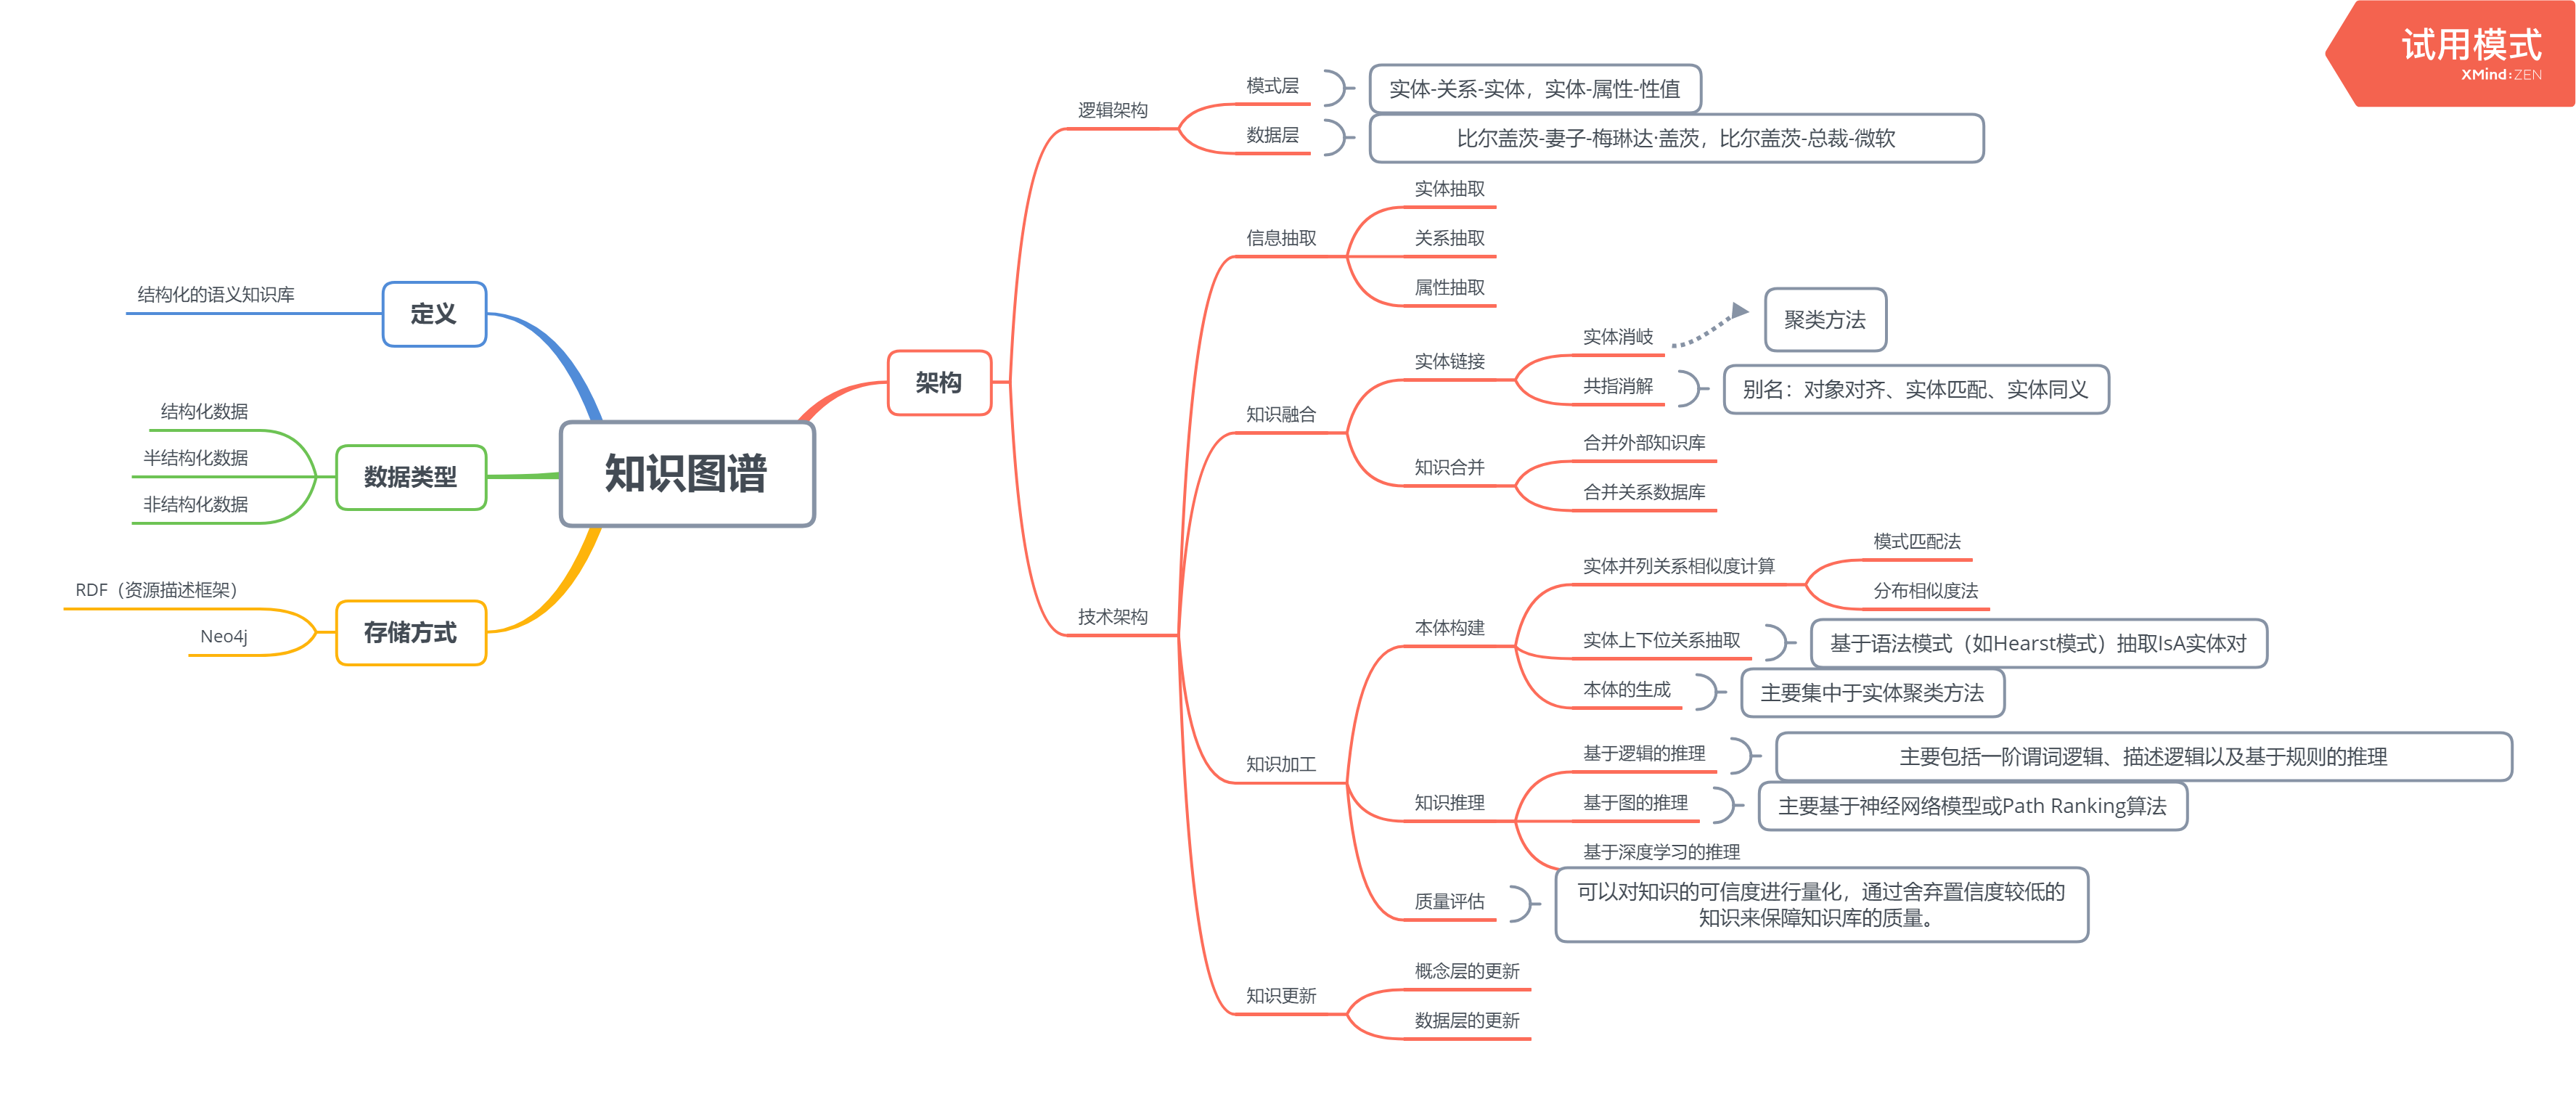 试用模式
XMind:ZEN
知识图谱
定义
结构化的语义知识库
数据类型
结构化数据
半结构化数据
非结构化数据
存储方式
RDF（资源描述框架）
Neo4j
架构
逻辑架构
模式层
实体-关系-实体，实体-属性-性值
数据层
比尔盖茨-妻子-梅琳达·盖茨，比尔盖茨-总裁-微软
技术架构
信息抽取
实体抽取
关系抽取
属性抽取
知识融合
实体链接
实体消岐
聚类方法
共指消解
别名：对象对齐、实体匹配、实体同义
知识合并
合并外部知识库
合并关系数据库
知识加工
本体构建
实体并列关系相似度计算
模式匹配法
分布相似度法
实体上下位关系抽取
基于语法模式（如Hearst模式）抽取IsA实体对
本体的生成
主要集中于实体聚类方法
知识推理
基于逻辑的推理
主要包括一阶谓词逻辑、描述逻辑以及基于规则的推理
基于图的推理
主要基于神经网络模型或Path Ranking算法
基于深度学习的推理
质量评估
可以对知识的可信度进行量化，通过舍弃置信度较低的
知识来保障知识库的质量。
知识更新
概念层的更新
数据层的更新